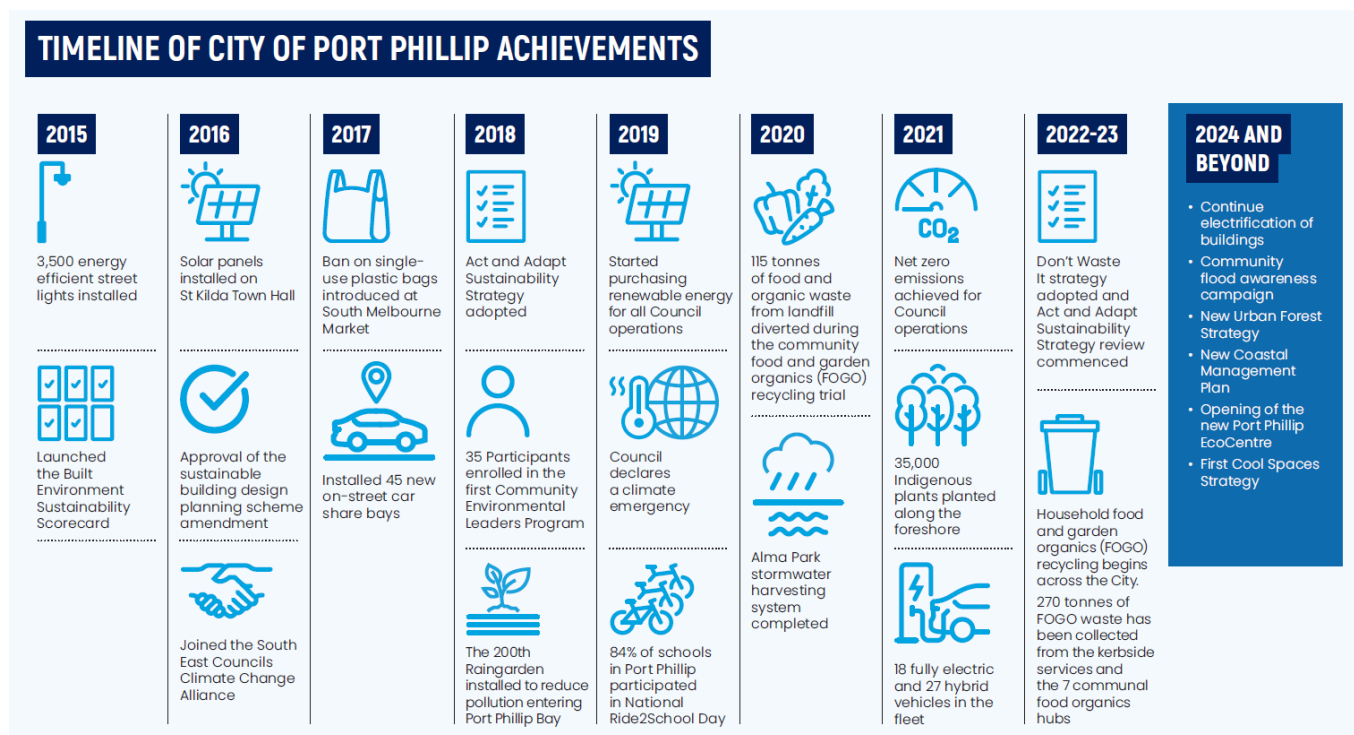 TIMELINE OF CITY OF PORT PHILLIP ACHIEVEMENTS
2015
3,500 energy
efficient street
lights installed
Launched
the Built
Environment
Sustainability
Scorecard
2016
Solar panels
installed on
St Kilda Town Hall
Approval of the
sustainable
building design
planning scheme
amendment
Joined the South
East Councils
Climate Change
Alliance
2017
Ban on single-
use plastic bags
introduced at
South Melbourne
Market
Installed 45 new
on-street car
share bays
2018
Act and Adapt
Sustainability
Strategy
adopted
35 Participants
enrolled in the
first Community
Environmental
Leaders Program
The 200th
Raingarden
installed to reduce
pollution entering
Port Phillip Bay
2019
Started
purchasing
renewable energy
for all Council
operations
Council
declares
a climate
emergency
84% of schools
in Port Phillip
participated
in National
Ride2School Day
2020
115 tonnes
of food and
organic waste
from landfill
diverted during
the community
food and garden
organics (FOGO)
recycling trial
Alma Park
stormwater
harvesting
system
completed
2021
CO2
Net zero
emissions
achieved for
Council
operations
35,000
Indigenous
plants planted
along the
foreshore
18 fully electric
and 27 hybrid
vehicles in the
fleet
2022-23
Don't Waste
It strategy
adopted and
Act and Adapt
Sustainability
Strategy review
commenced
Household food
and garden
organics (FOGO)
recycling begins
across the City.
270 tonnes of
FOGO waste has
been collected
from the kerbside
services and
the 7 communal
food organics
hubs
2024 AND
BEYOND
• Continue
electrification of
buildings
• Community
flood awareness
campaign
• New Urban Forest
Strategy
• New Coastal
Management
Plan
• Opening of the
new Port Phillip
EcoCentre
• First Cool Spaces
Strategy